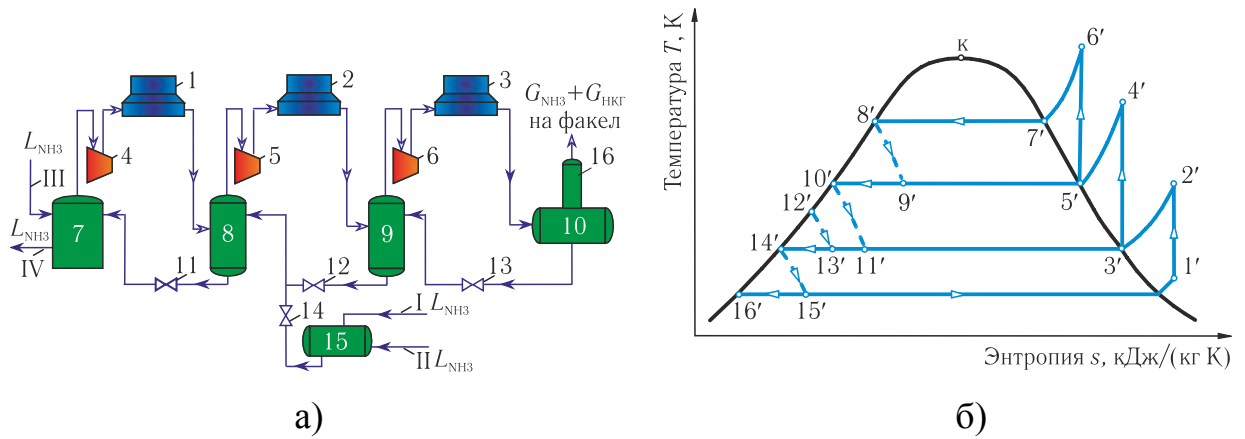 1
2
3
G_NH3 + G_НКГ
на факел
16
L_NH3
III
4
5
6
7
8
9
10
L_NH3
IV
11
12
13
14
15
I L_NH3
II L_NH3
а)
Температура T, К
к
6′
4′
8′
7′
2′
10′
9′
5′
12′
14′
13′
11′
3′
1′
16′
15′
Энтропия s, кДж/(кг К)
б)